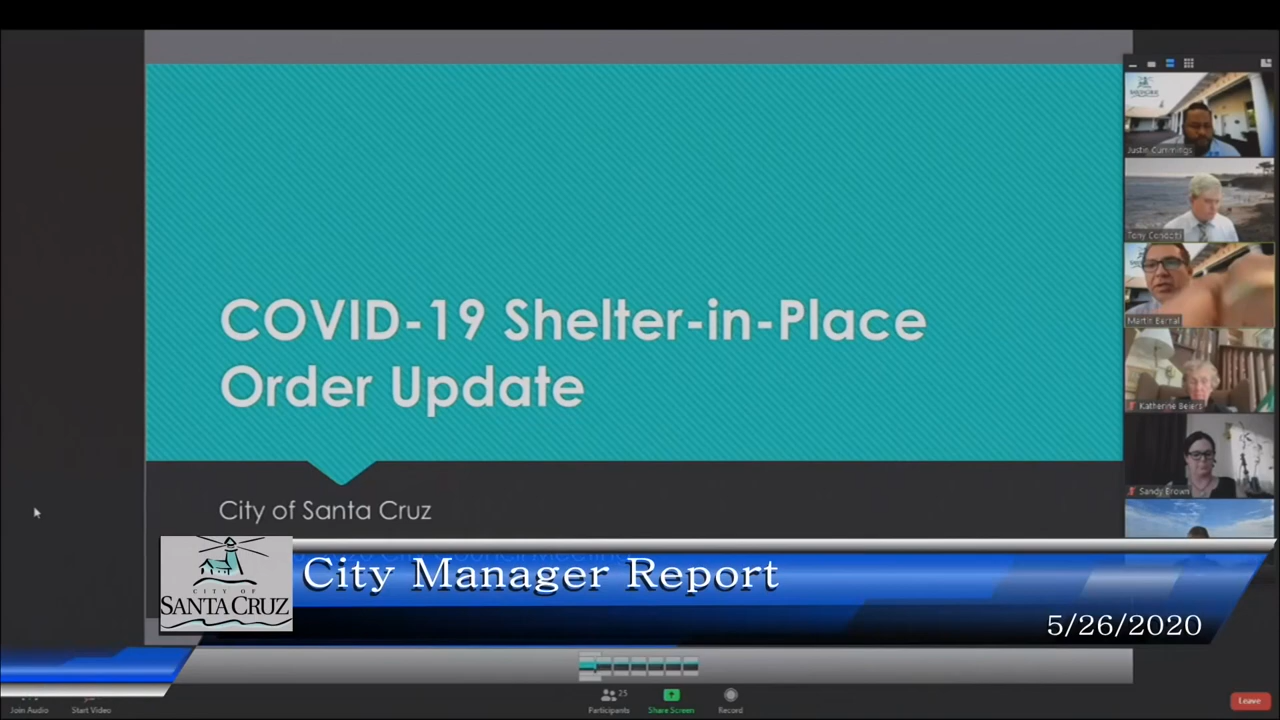 COVID-19 Shelter-in-Place
Order Update
City of Santa Cruz
City Manager Report
5/26/2020
CITY OF
SANTA CRUZ
Justin Cummings
Tony Condotti
Martin Bernal
Katherine Beiers
Sandy Brown
Join Audio
Start Video
Participants
25
Share Screen
Record
Leave